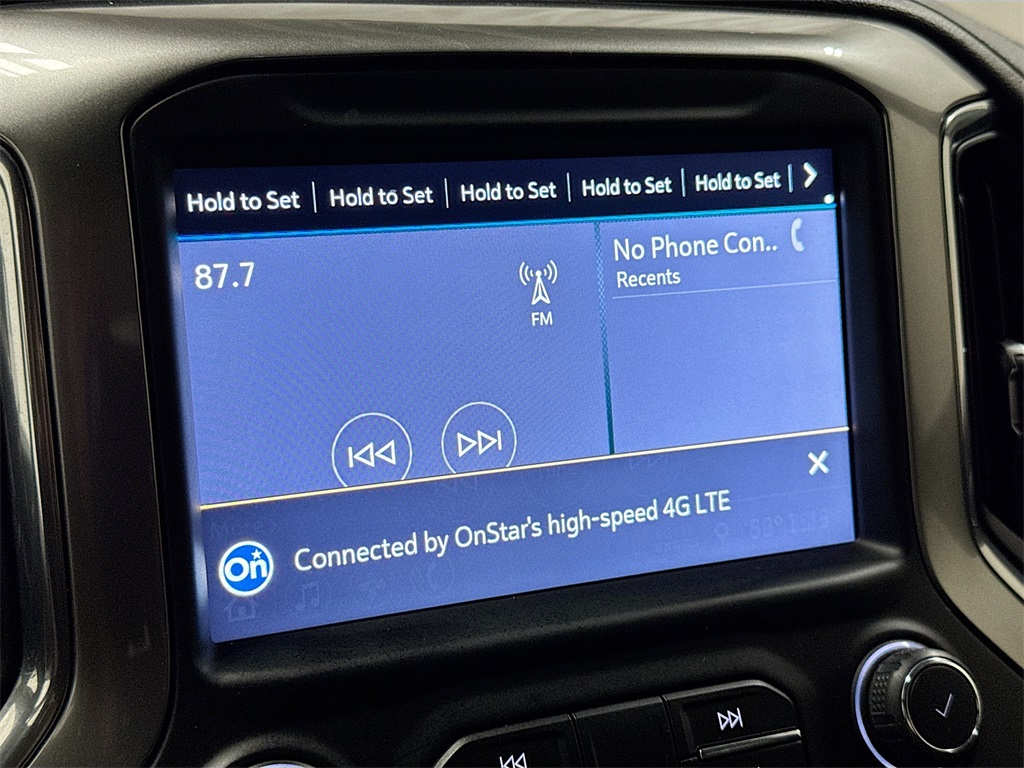 Hold to Set Hold to Set Hold to Set Hold to Set Hold to Set
87.7
FM
No Phone Con..
Recents
Connected by OnStar's high-speed 4G LTE
On